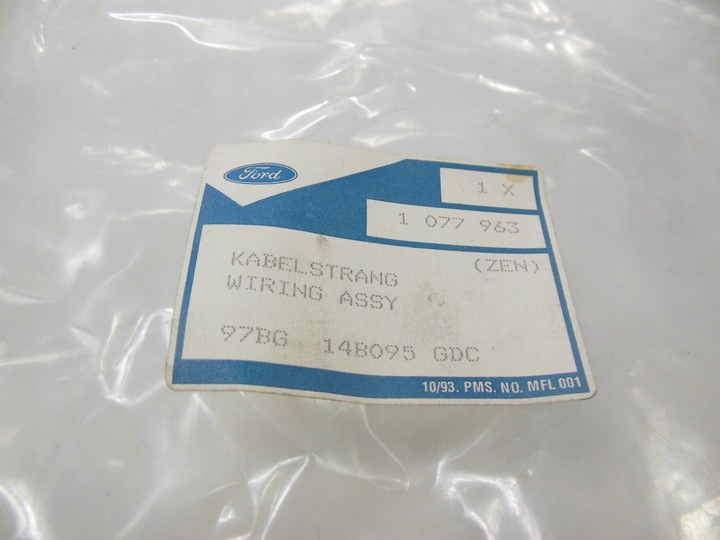 Ford
1 X
1 077 963
KABELSTRANG (ZEN)
WIRING ASSY
97BG 14B095 GDC
10/93. PMS. NO. MFL 001